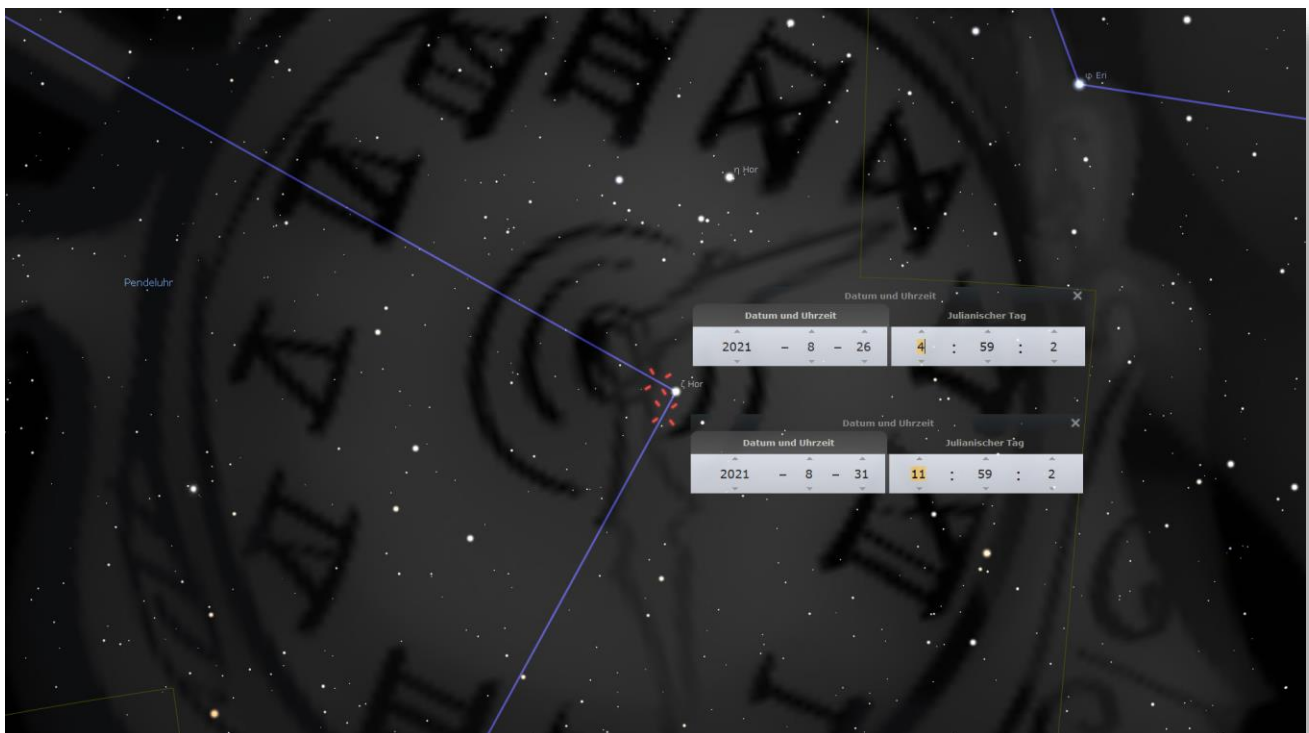 φ Eri
η Hor
Pendeluhr
Datum und Uhrzeit ×
Datum und Uhrzeit Julianischer Tag
2021 – 8 – 26 4 : 59 : 2
ζ Hor
Datum und Uhrzeit ×
Datum und Uhrzeit Julianischer Tag
2021 – 8 – 31 11 : 59 : 2